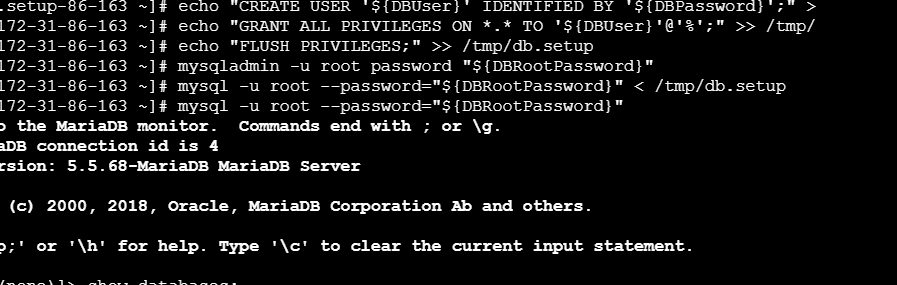 .setup-86-163 ~]# echo "CREATE USER '${DBUser}' IDENTIFIED BY '${DBPassword}';" >
172-31-86-163 ~]# echo "GRANT ALL PRIVILEGES ON *.* TO '${DBUser}'@'%';" >> /tmp/
172-31-86-163 ~]# echo "FLUSH PRIVILEGES;" >> /tmp/db.setup
172-31-86-163 ~]# mysqladmin -u root password "${DBRootPassword}"
172-31-86-163 ~]# mysql -u root --password="${DBRootPassword}" < /tmp/db.setup
172-31-86-163 ~]# mysql -u root --password="${DBRootPassword}"
o the MariaDB monitor.  Commands end with ; or \g.
aDB connection id is 4
rsion: 5.5.68-MariaDB MariaDB Server
(c) 2000, 2018, Oracle, MariaDB Corporation Ab and others.
p;' or '\h' for help. Type '\c' to clear the current input statement.
(none)]> show databases;